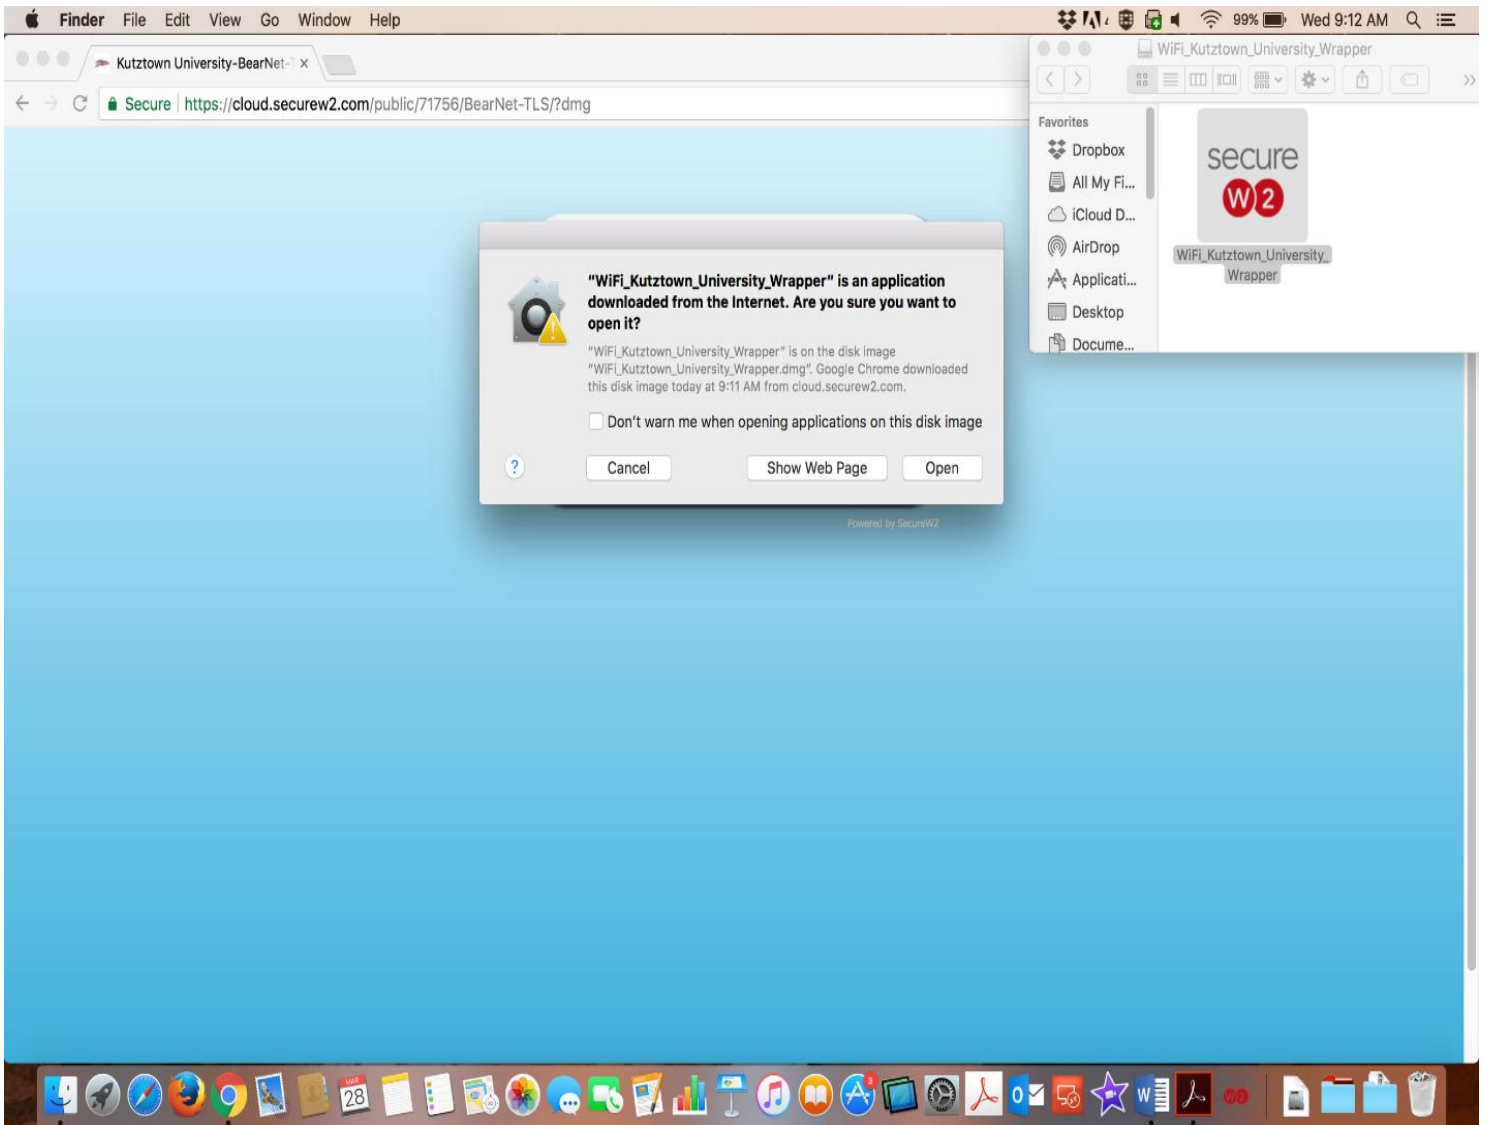 Finder File Edit View Go Window Help
99% Wed 9:12 AM
Kutztown University-BearNet-
Secure https://cloud.securew2.com/public/71756/BearNet-TLS/?dmg
WiFi_Kutztown_University_Wrapper
Favorites
Dropbox
All My Fi...
iCloud D...
AirDrop
Applicati...
Desktop
Docume...
secure
W2
WiFi_Kutztown_University_
Wrapper
"WiFi_Kutztown_University_Wrapper" is an application
downloaded from the Internet. Are you sure you want to
open it?
"WiFi_Kutztown_University_Wrapper" is on the disk image
"WiFi_Kutztown_University_Wrapper.dmg". Google Chrome downloaded
this disk image today at 9:11 AM from cloud.securew2.com.
Don't warn me when opening applications on this disk image
? Cancel Show Web Page Open
Powered by SecureW2
MAR
28
3